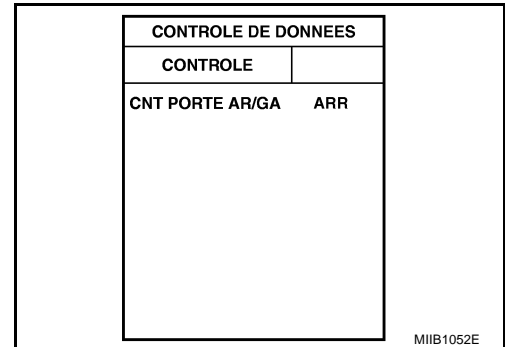 CONTROLE DE DONNEES
CONTROLE
CNT PORTE AR/GA ARR
MIIB1052E